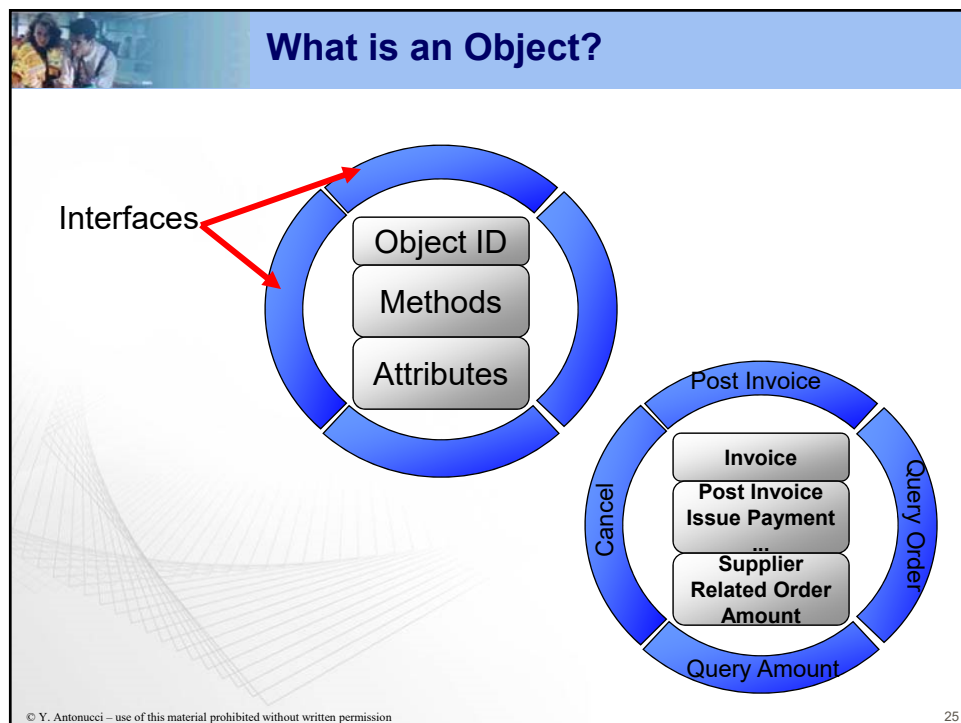 What is an Object?
Interfaces
Object ID
Methods
Attributes
Post Invoice
Cancel
Query Order
Query Amount
Invoice
Post Invoice
Issue Payment
...
Supplier
Related Order
Amount
© Y. Antonucci – use of this material prohibited without written permission
25